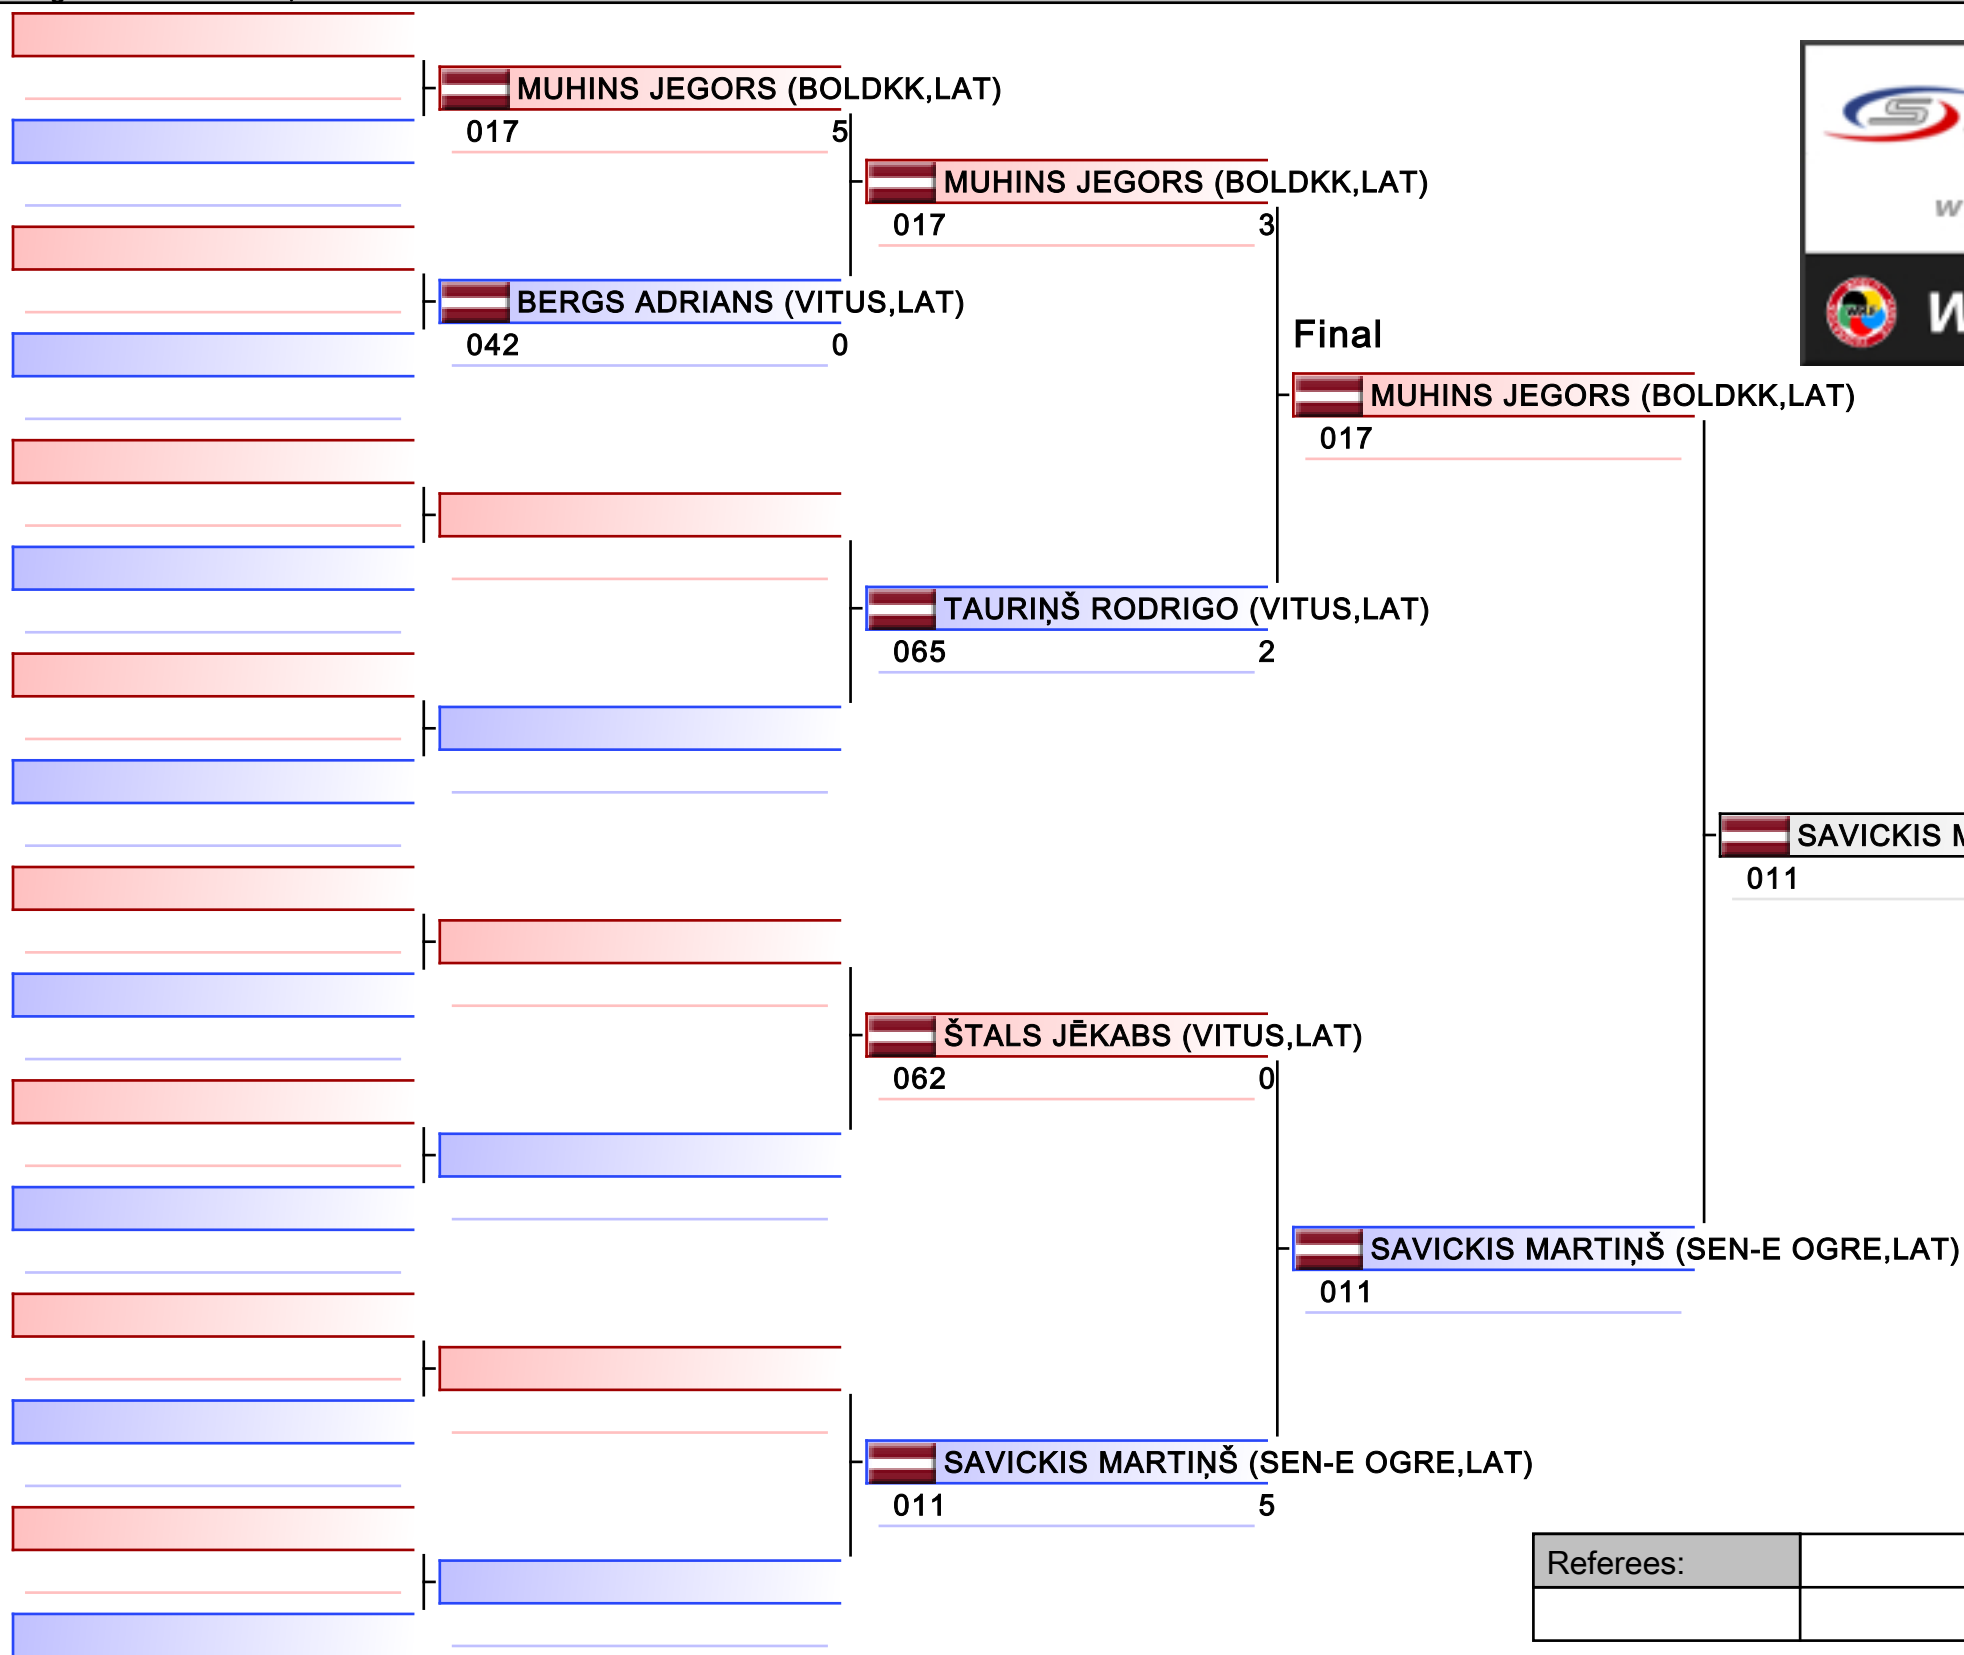 MUHINS JEGORS (BOLDKK,LAT)
017 5
MUHINS JEGORS (BOLDKK,LAT)
017 3
BERGS ADRIANS (VITUS,LAT)
042 0
Final
MUHINS JEGORS (BOLDKK,LAT)
017
TAURIŅŠ RODRIGO (VITUS,LAT)
065 2
SAVICKIS
011
ŠTALS JĒKABS (VITUS,LAT)
062 0
SAVICKIS MARTIŅŠ (SEN-E OGRE,LAT)
011
SAVICKIS MARTIŅŠ (SEN-E OGRE,LAT)
011 5
Referees: